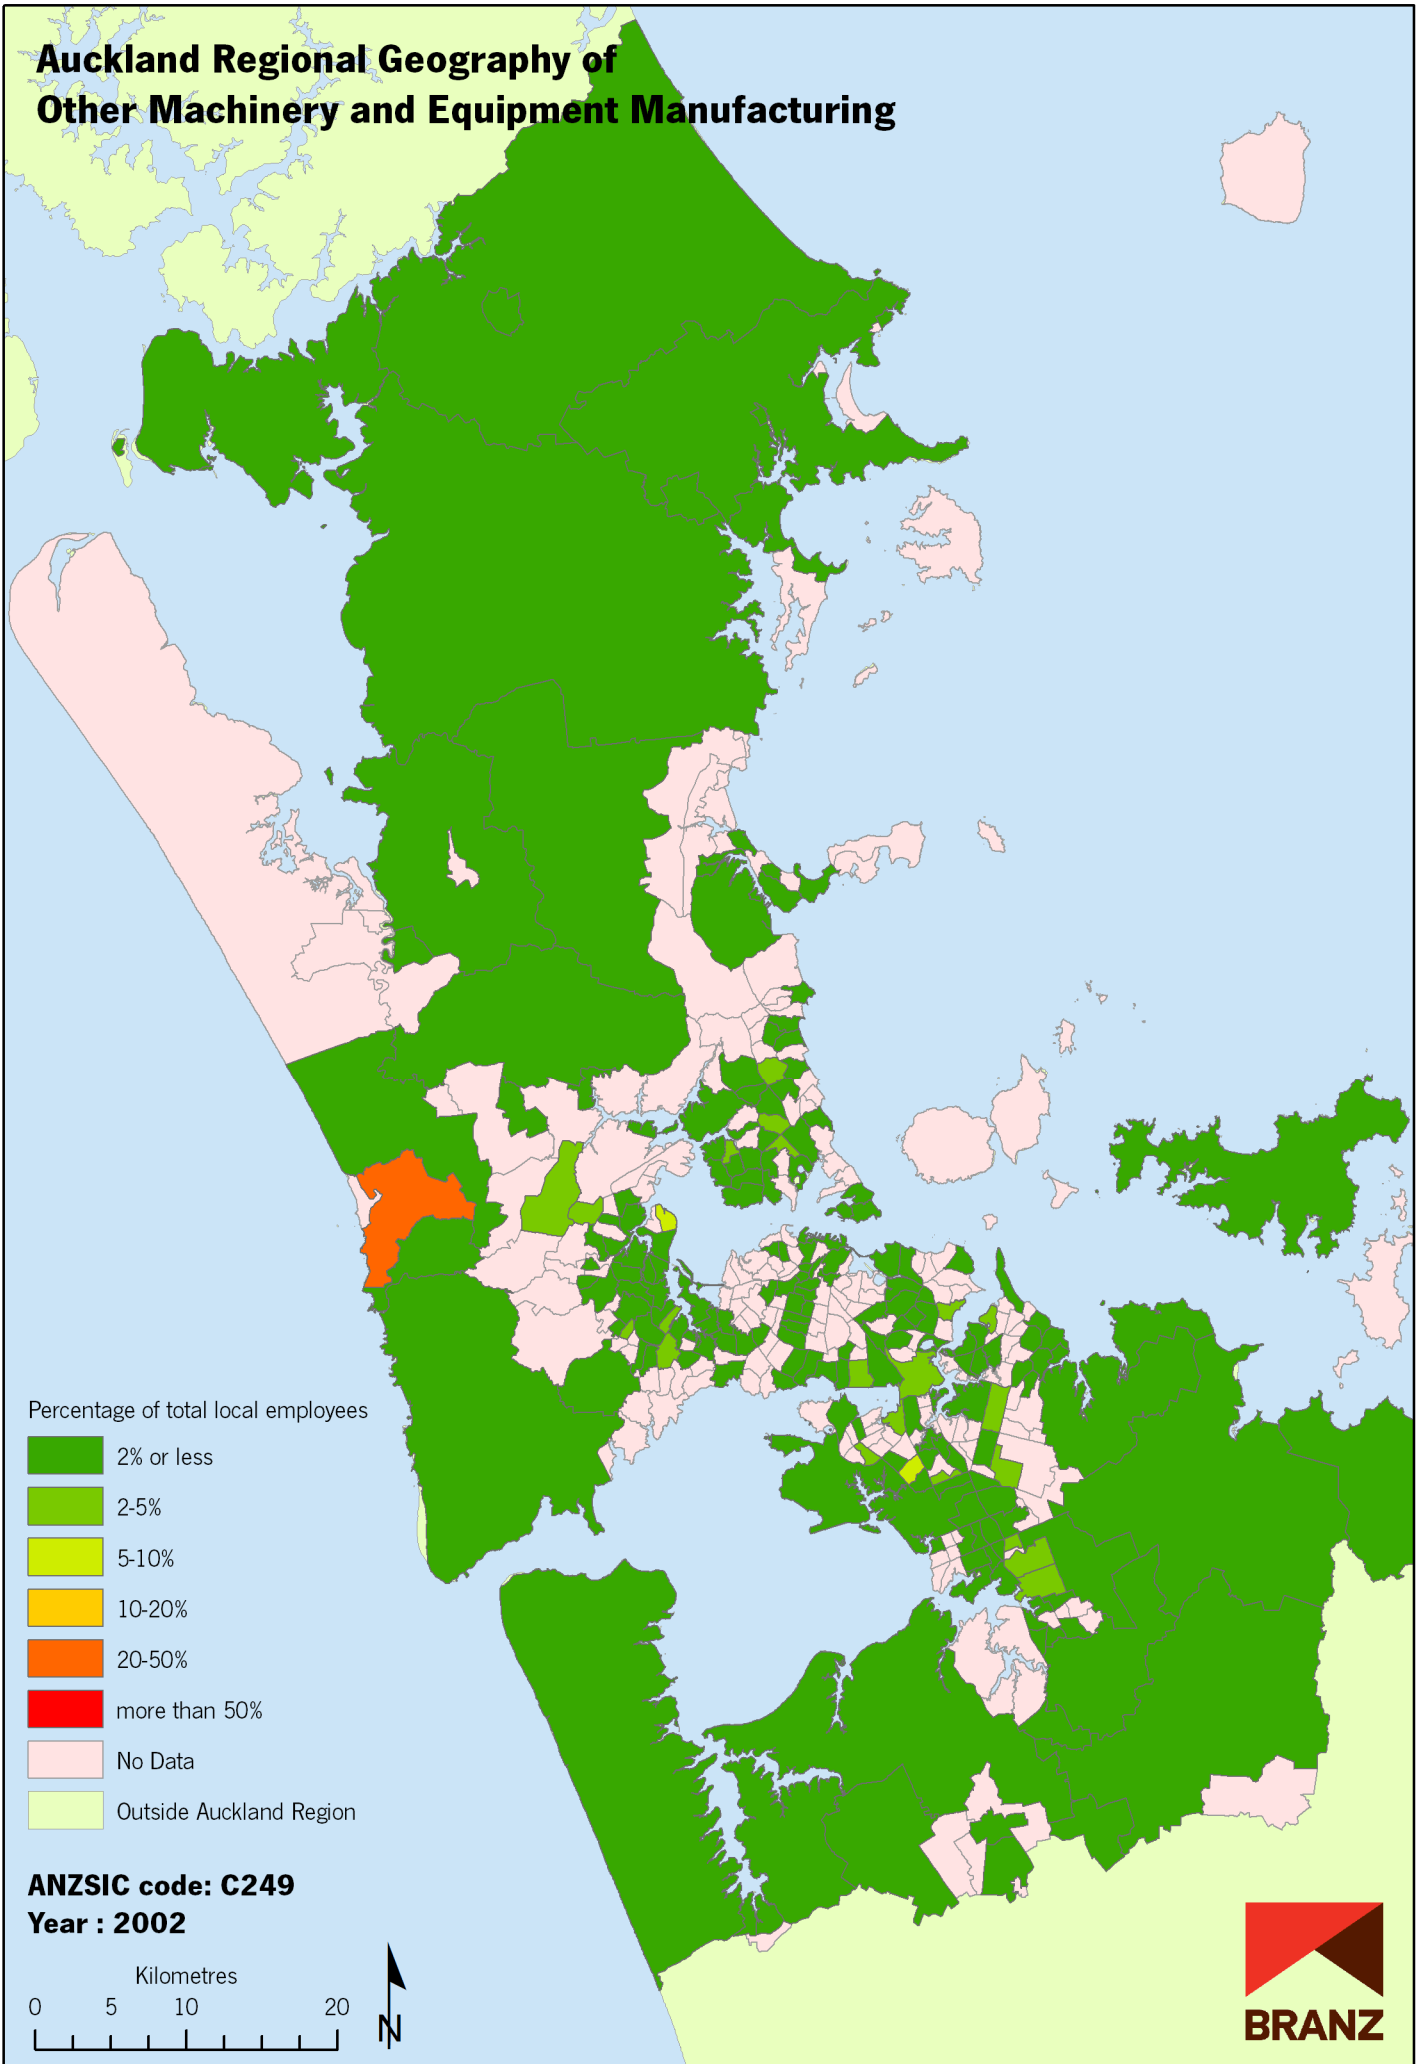 Auckland Regional Geography of
Other Machinery and Equipment Manufacturing
Percentage of total local employees
2% or less
2-5%
5-10%
10-20%
20-50%
more than 50%
No Data
Outside Auckland Region
ANZSIC code: C249
Year : 2002
Kilometres
0 5 10 20
N
BRANZ